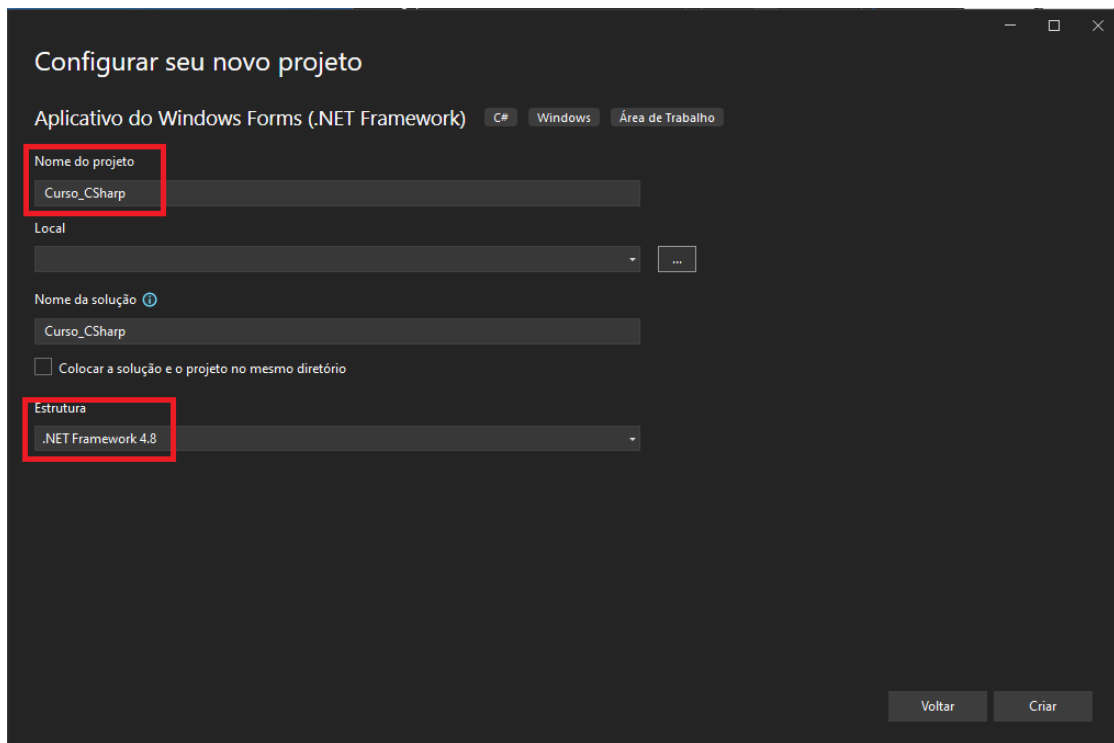 Configurar seu novo projeto
Aplicativo do Windows Forms (.NET Framework) C# Windows Área de Trabalho
Nome do projeto
Curso_CSharp
Local
...
Nome da solução
Curso_CSharp
Colocar a solução e o projeto no mesmo diretório
Estrutura
.NET Framework 4.8
Voltar Criar